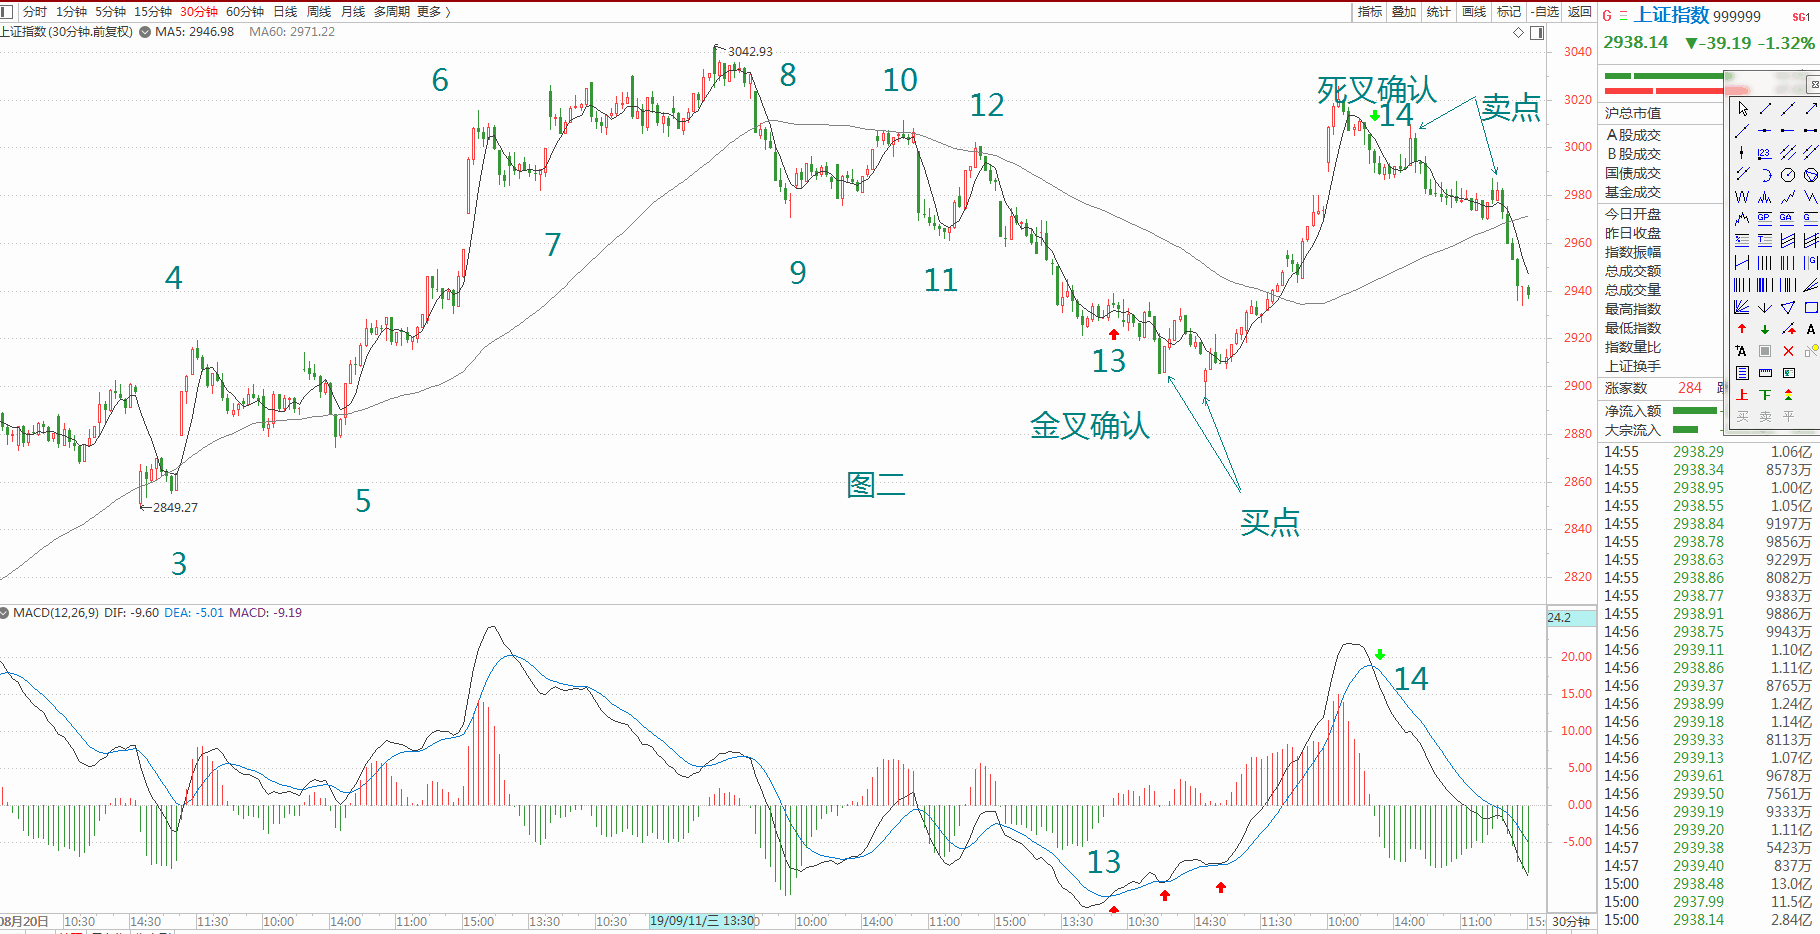 分时 1分钟 5分钟 15分钟 30分钟 60分钟 日线 周线 月线 多周期 更多 〉
指标 叠加 统计 画线 标记 -自选 返回
G 上证指数 999999
上证指数(30分钟.前复权) MA5: 2946.98 MA60: 2971.22
2938.14 ▼-39.19 -1.32%
3042.93
3040
3020
3000
2980
2960
2940
2920
2900
2880
2860
2840
2820
6
8
10
12
死叉确认
14
卖点
4
7
9
11
13
金叉确认
图二
买点
5
3
2849.27
MACD(12,26,9) DIF: -9.60 DEA: -5.01 MACD: -9.19
24.2
20.00
15.00
10.00
5.00
0.00
-5.00
14
13
08月20日 10:30 14:30 11:30 10:00 14:00 11:00 15:00 13:30 10:30 19/09/11/三 13:30 10:00 14:00 11:00 15:00 13:30 10:30 14:30 11:30 10:00 14:00 11:00 15: 30分钟
沪总市值
A股成交
B股成交
国债成交
基金成交
今日开盘
昨日收盘
指数振幅
总成交额
总成交量
最高指数
最低指数
指数量比
上证换手
涨家数 284
净流入额
大宗流入
买 卖 平
14:55 2938.29 1.06亿
14:55 2938.34 8573万
14:55 2938.95 1.00亿
14:55 2938.55 1.05亿
14:55 2938.84 9197万
14:55 2938.78 9856万
14:55 2938.63 9229万
14:55 2938.86 8082万
14:55 2938.77 9383万
14:55 2938.91 9886万
14:56 2938.75 9943万
14:56 2939.11 1.10亿
14:56 2938.86 1.11亿
14:56 2939.37 8765万
14:56 2938.99 1.24亿
14:56 2939.18 1.14亿
14:56 2939.33 8113万
14:56 2939.13 1.07亿
14:56 2939.61 9678万
14:56 2939.50 7561万
14:56 2939.19 9333万
14:56 2939.20 1.11亿
14:57 2939.38 5423万
14:57 2939.40 837万
15:00 2938.48 13.0亿
15:00 2937.99 11.5亿
15:00 2938.14 2.84亿